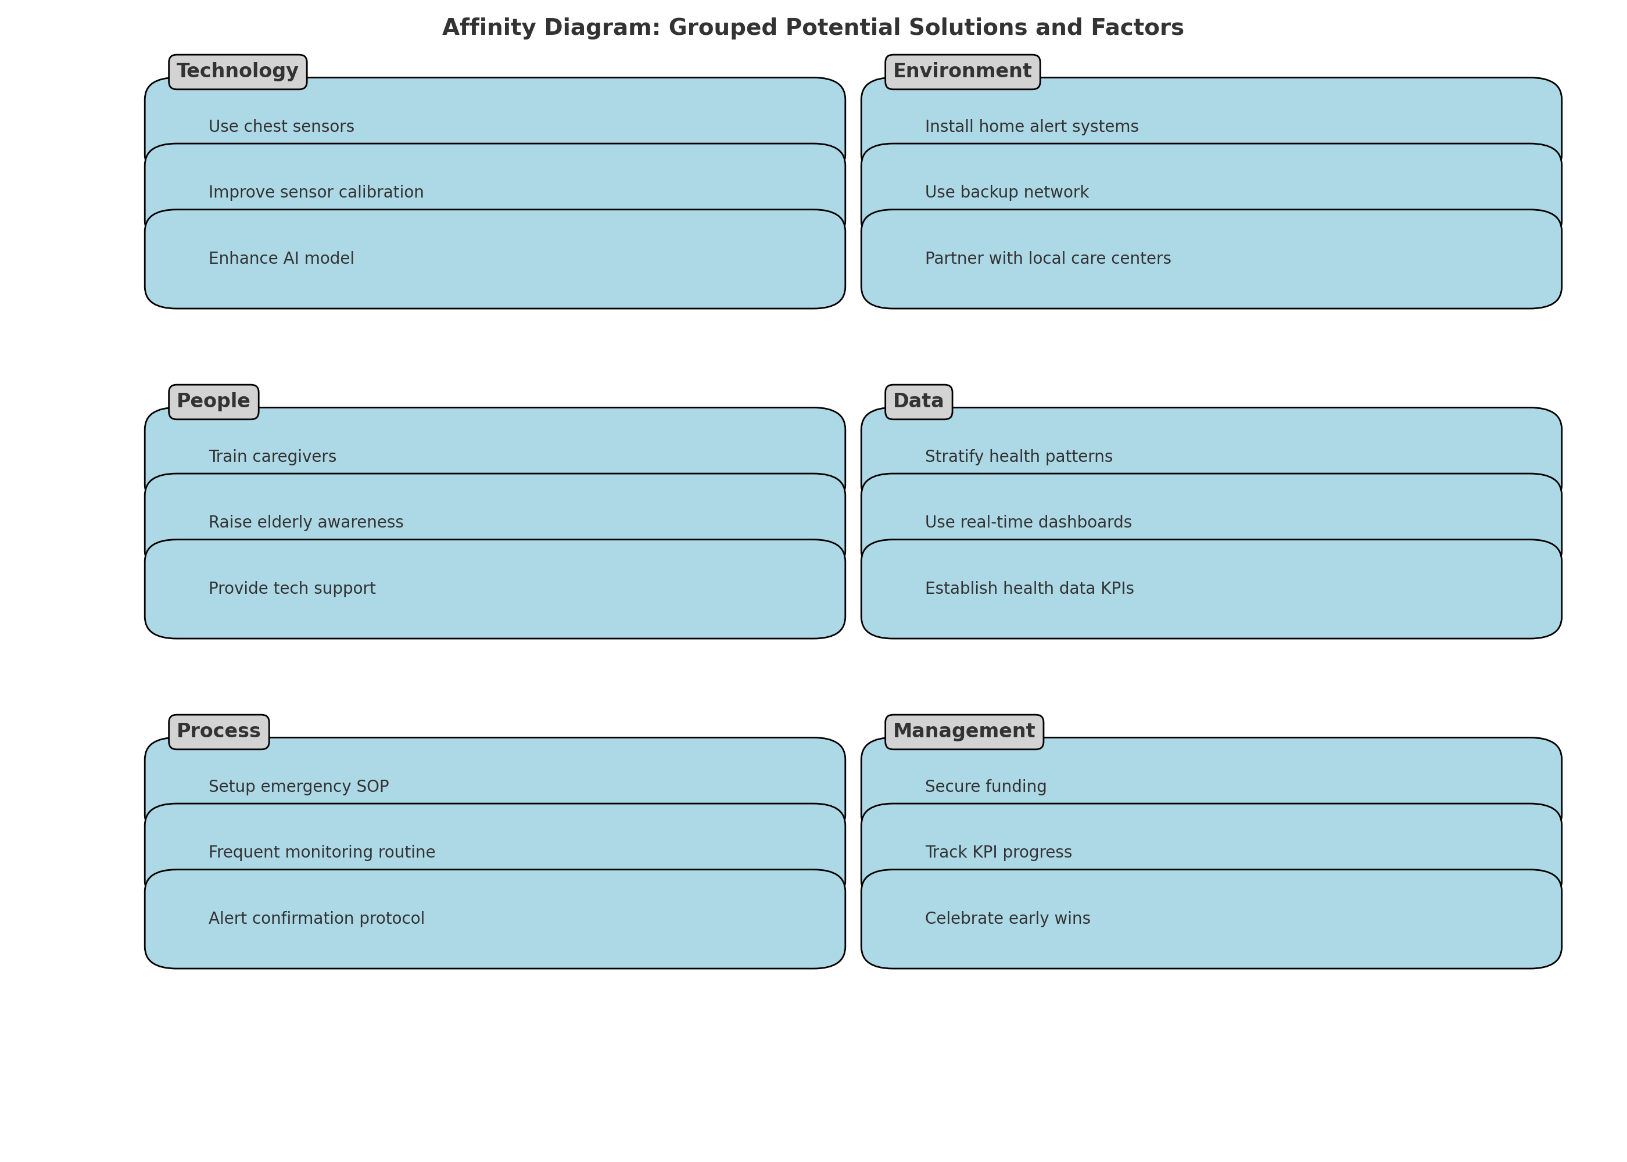 Affinity Diagram: Grouped Potential Solutions and Factors
Technology
Use chest sensors
Improve sensor calibration
Enhance AI model
Environment
Install home alert systems
Use backup network
Partner with local care centers
People
Train caregivers
Raise elderly awareness
Provide tech support
Data
Stratify health patterns
Use real-time dashboards
Establish health data KPIs
Process
Setup emergency SOP
Frequent monitoring routine
Alert confirmation protocol
Management
Secure funding
Track KPI progress
Celebrate early wins